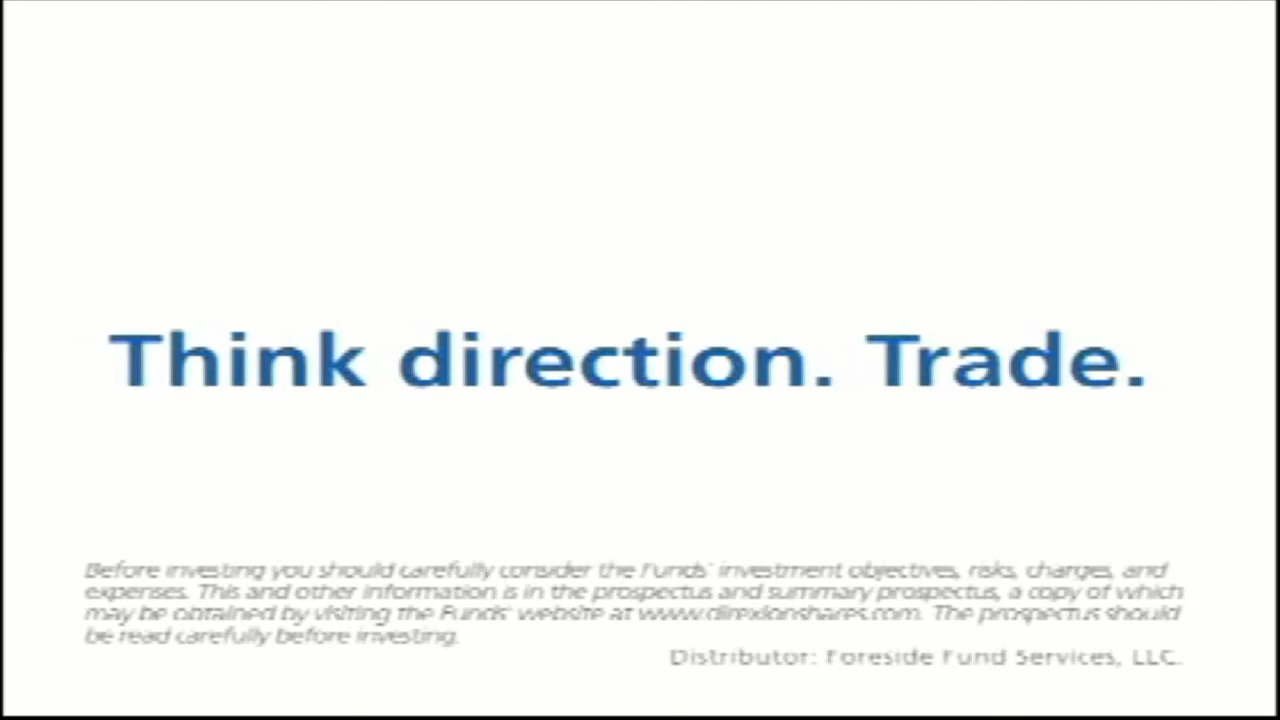 Think direction. Trade.
Before investing you should carefully consider the Funds' investment objectives, risks, charges, and
expenses. This and other information is in the prospectus and summary prospectus, a copy of which
may be obtained by visiting the Funds' website at www.direxionshares.com. The prospectus should
be read carefully before investing.
Distributor: Foreside Fund Services, LLC.